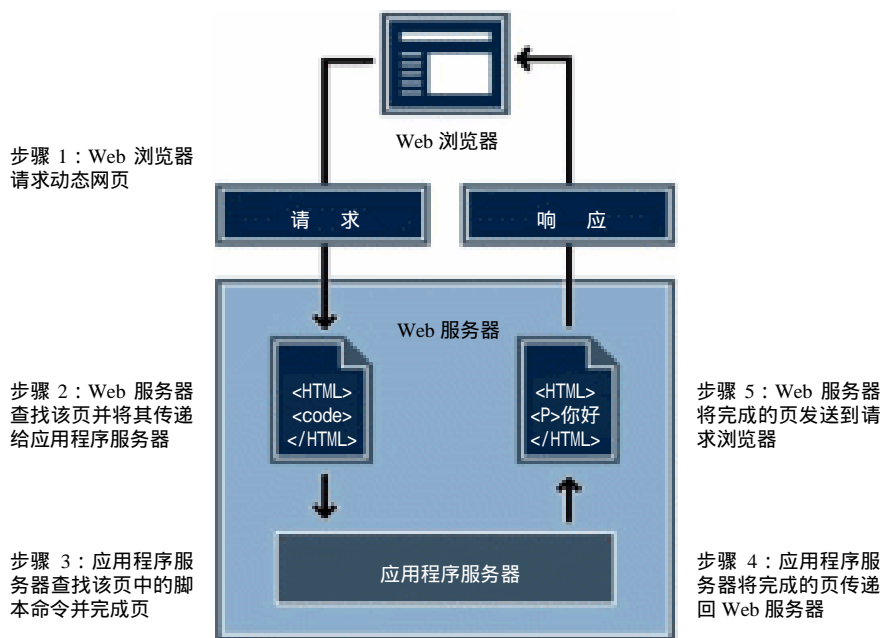 Web 浏览器
步骤 1：Web 浏览器
请求动态网页
请 求
响 应
Web 服务器
<HTML>
<code>
</HTML>
<HTML>
<P>你好
</HTML>
步骤 2：Web 服务器
查找该页并将其传递
给应用程序服务器
步骤 5：Web 服务器
将完成的页发送到请
求浏览器
步骤 3：应用程序服
务器查找该页中的脚
本命令并完成页
应用程序服务器
步骤 4：应用程序服
务器将完成的页传递
回 Web 服务器